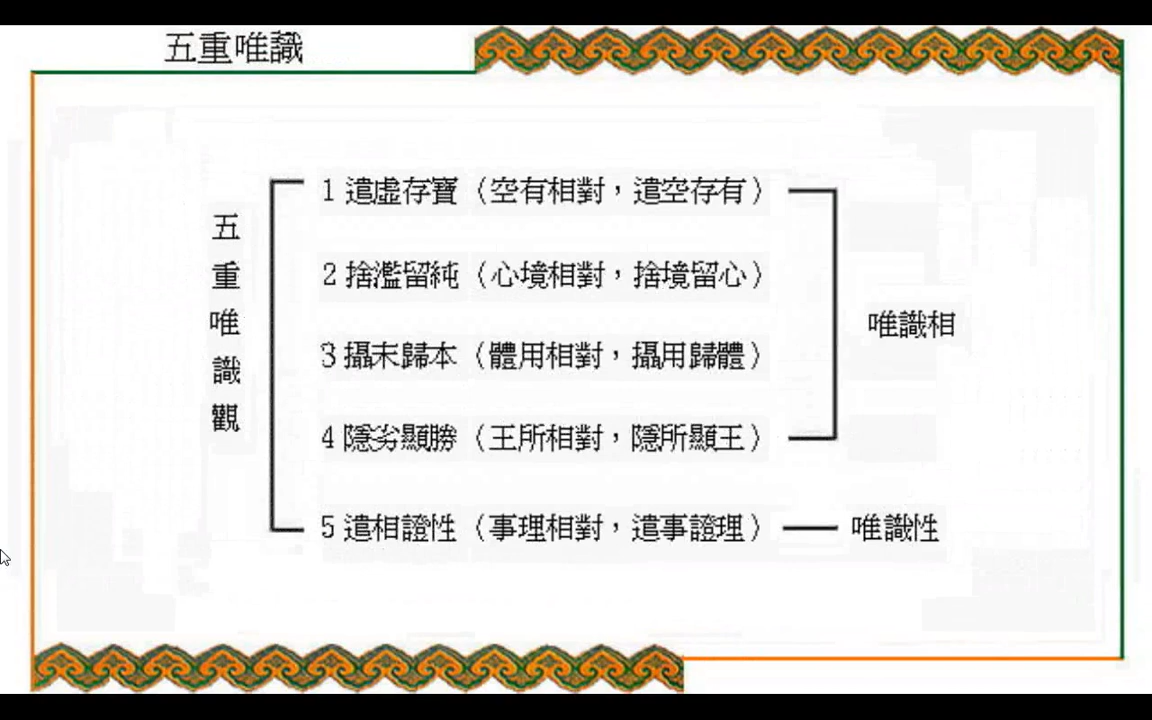 五重唯識
五重唯識觀
1 遣虛存寶（空有相對，遣空存有）
2 捨濫留純（心境相對，捨境留心）
3 攝末歸本（體用相對，攝用歸體）
4 隱劣顯勝（王所相對，隱所顯王）
唯識相
5 遣相證性（事理相對，遣事證理）
唯識性